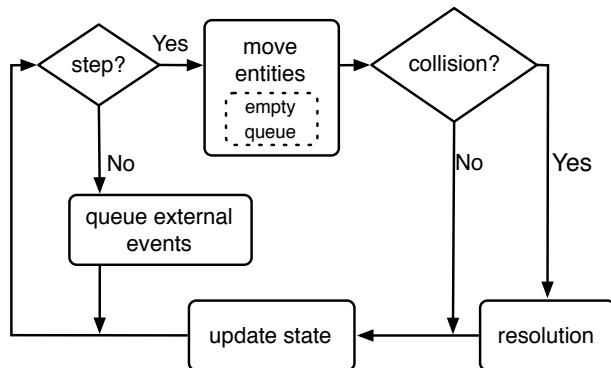 step?
Yes
move
entities
empty
queue
collision?
No
No
Yes
queue external
events
update state
resolution